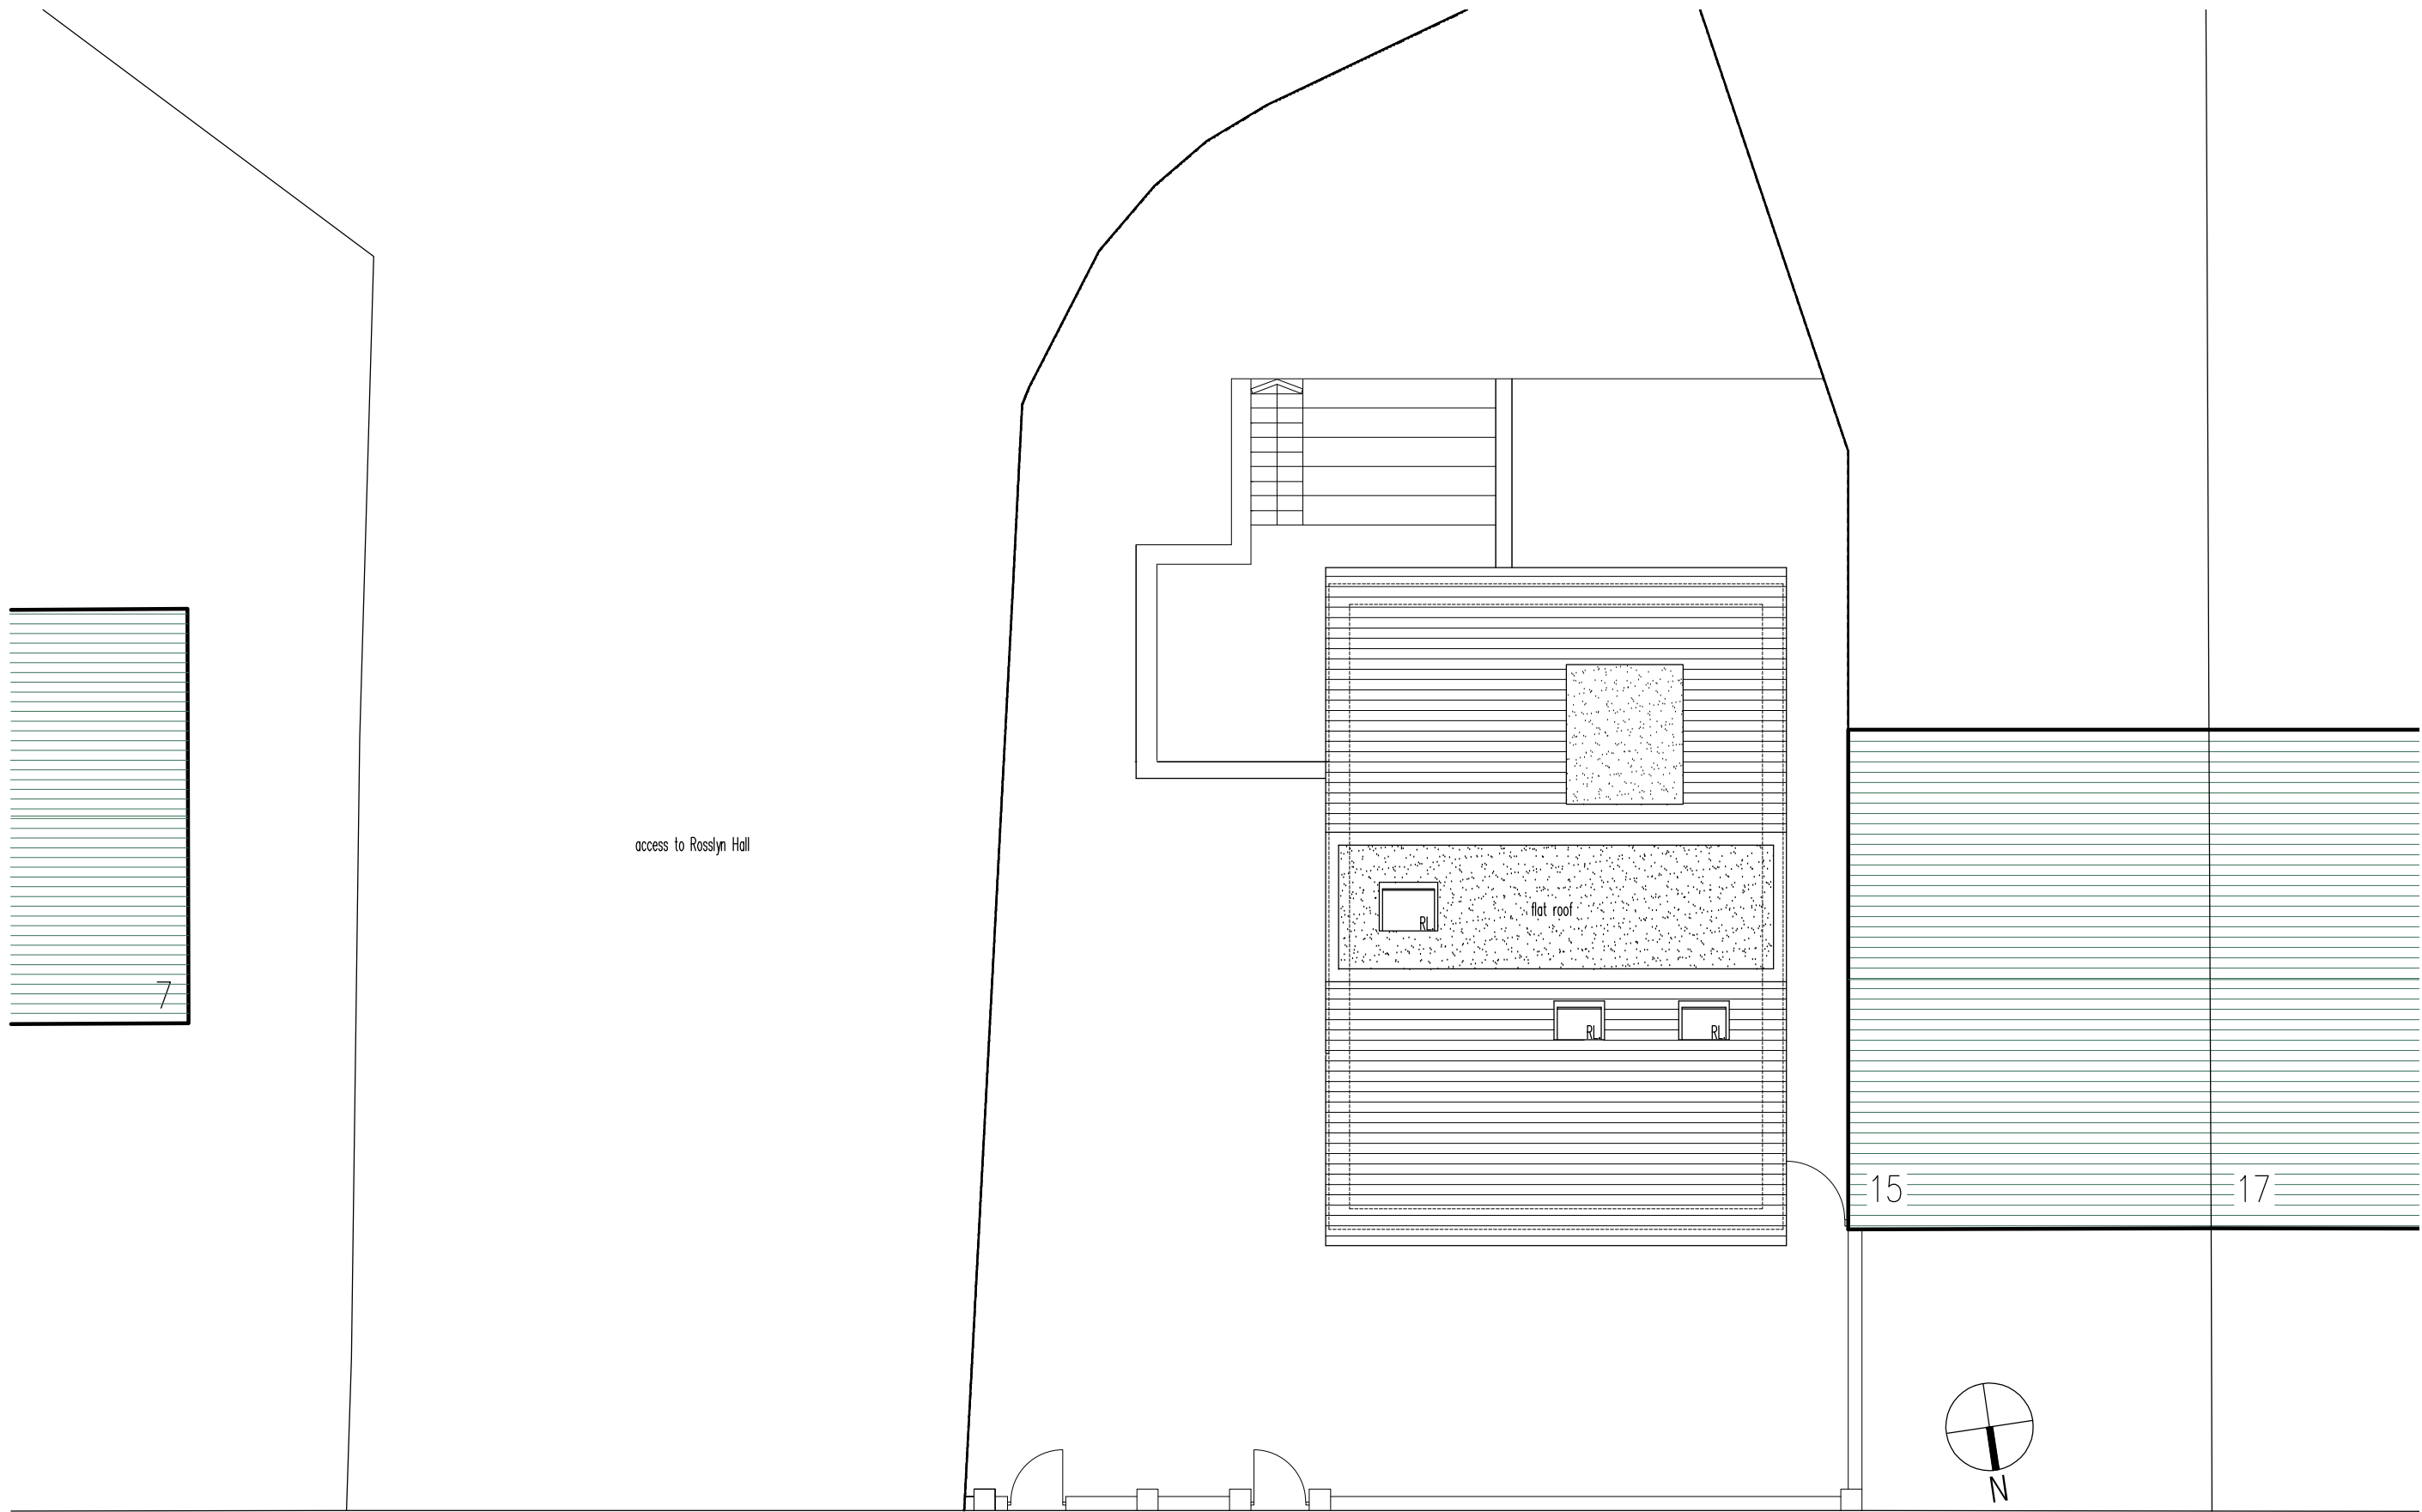 access to Rosslyn Hall
RL.
flat roof
7
RL.
RL.
15
17
N